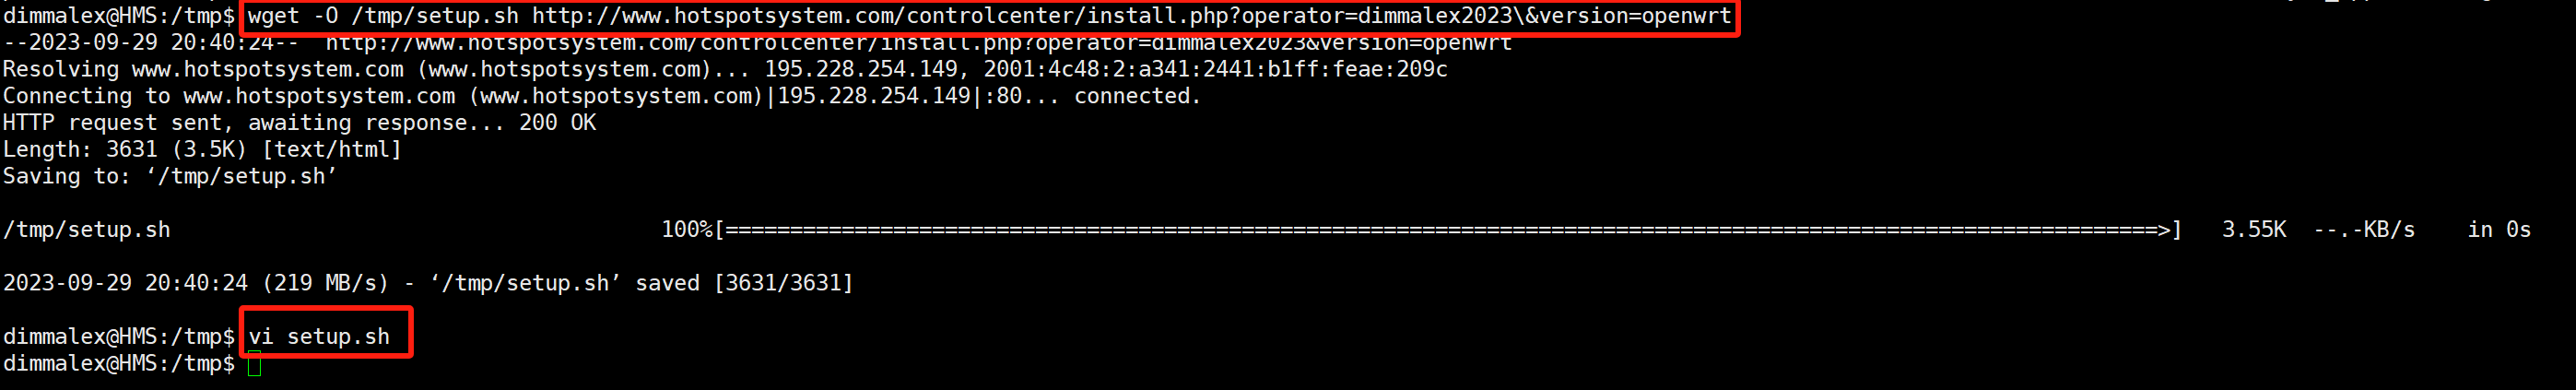 dimmalex@HMS:/tmp$ wget -O /tmp/setup.sh http://www.hotspotsystem.com/controlcenter/install.php?operator=dimmalex2023\&version=openwrt
--2023-09-29 20:40:24--  http://www.hotspotsystem.com/controlcenter/install.php?operator=dimmalex2023&version=openwrt
Resolving www.hotspotsystem.com (www.hotspotsystem.com)... 195.228.254.149, 2001:4c48:2:a341:2441:b1ff:feae:209c
Connecting to www.hotspotsystem.com (www.hotspotsystem.com)|195.228.254.149|:80... connected.
HTTP request sent, awaiting response... 200 OK
Length: 3631 (3.5K) [text/html]
Saving to: ‘/tmp/setup.sh’
/tmp/setup.sh 100%[===============================================================================================================>] 3.55K --.-KB/s in 0s
2023-09-29 20:40:24 (219 MB/s) - ‘/tmp/setup.sh’ saved [3631/3631]
dimmalex@HMS:/tmp$ vi setup.sh
dimmalex@HMS:/tmp$